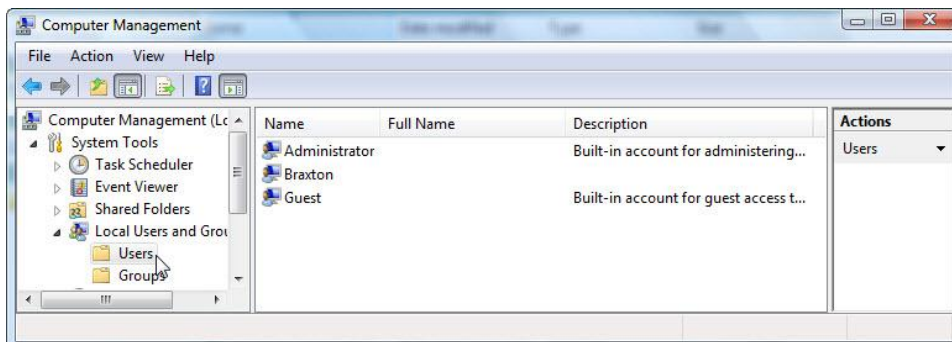 Computer Management
File Action View Help
Computer Management (Lc
System Tools
Task Scheduler
Event Viewer
Shared Folders
Local Users and Grou
Users
Groups
Name Full Name Description
Administrator Built-in account for administering...
Braxton
Guest Built-in account for guest access t...
Actions
Users